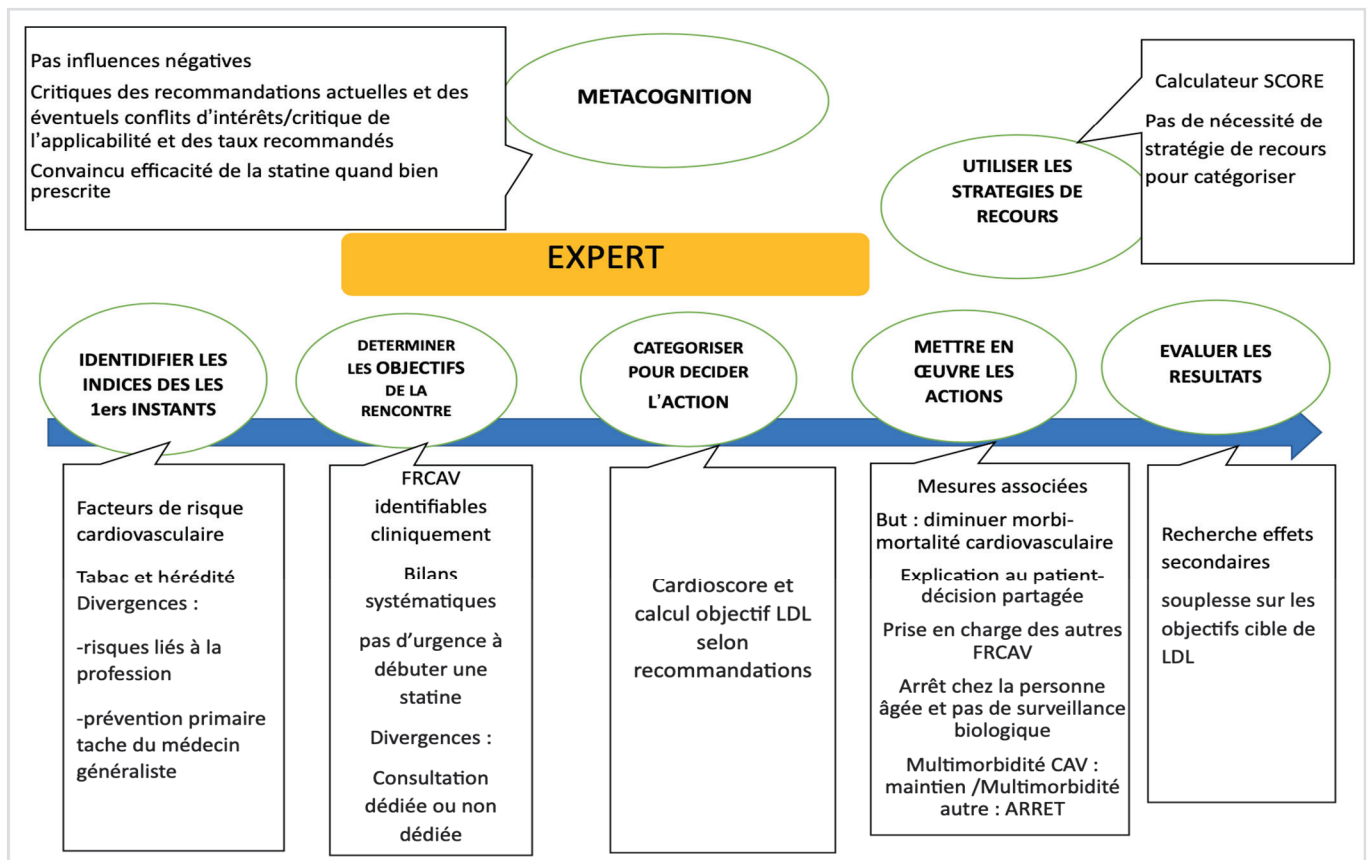 Pas influences négatives
Critiques des recommandations actuelles et des
éventuels conflits d'intérêts/critique de
l'applicabilité et des taux recommandés
Convaincu efficacité de la statine quand bien
prescrite
METACOGNITION
Calculateur SCORE
Pas de nécessité de
stratégie de recours
pour catégoriser
UTILISER LES
STRATEGIES DE
RECOURS
EXPERT
IDENTIDIFIER LES
INDICES DES LES
1ers INSTANTS
DETERMINER
LES OBJECTIFS
DE LA
RENCONTRE
CATEGORISER
POUR DECIDER
L'ACTION
METTRE EN
ŒUVRE LES
ACTIONS
EVALUER LES
RESULTATS
Facteurs de risque
cardiovasculaire
Tabac et hérédité
Divergences :
-risques liés à la
profession
-prévention primaire
tache du médecin
généraliste
FRCAV
identifiables
cliniquement
Bilans
systématiques
pas d'urgence à
débuter une
statine
Divergences :
Consultation
dédiée ou non
dédiée
Cardioscore et
calcul objectif LDL
selon
recommandations
Mesures associées
But : diminuer morbi-
mortalité cardiovasculaire
Explication au patient-
décision partagée
Prise en charge des autres
FRCAV
Arrêt chez la personne
âgée et pas de surveillance
biologique
Multimorbidité CAV :
maintien /Multimorbidité
autre : ARRET
Recherche effets
secondaires
souplesse sur les
objectifs cible de
LDL